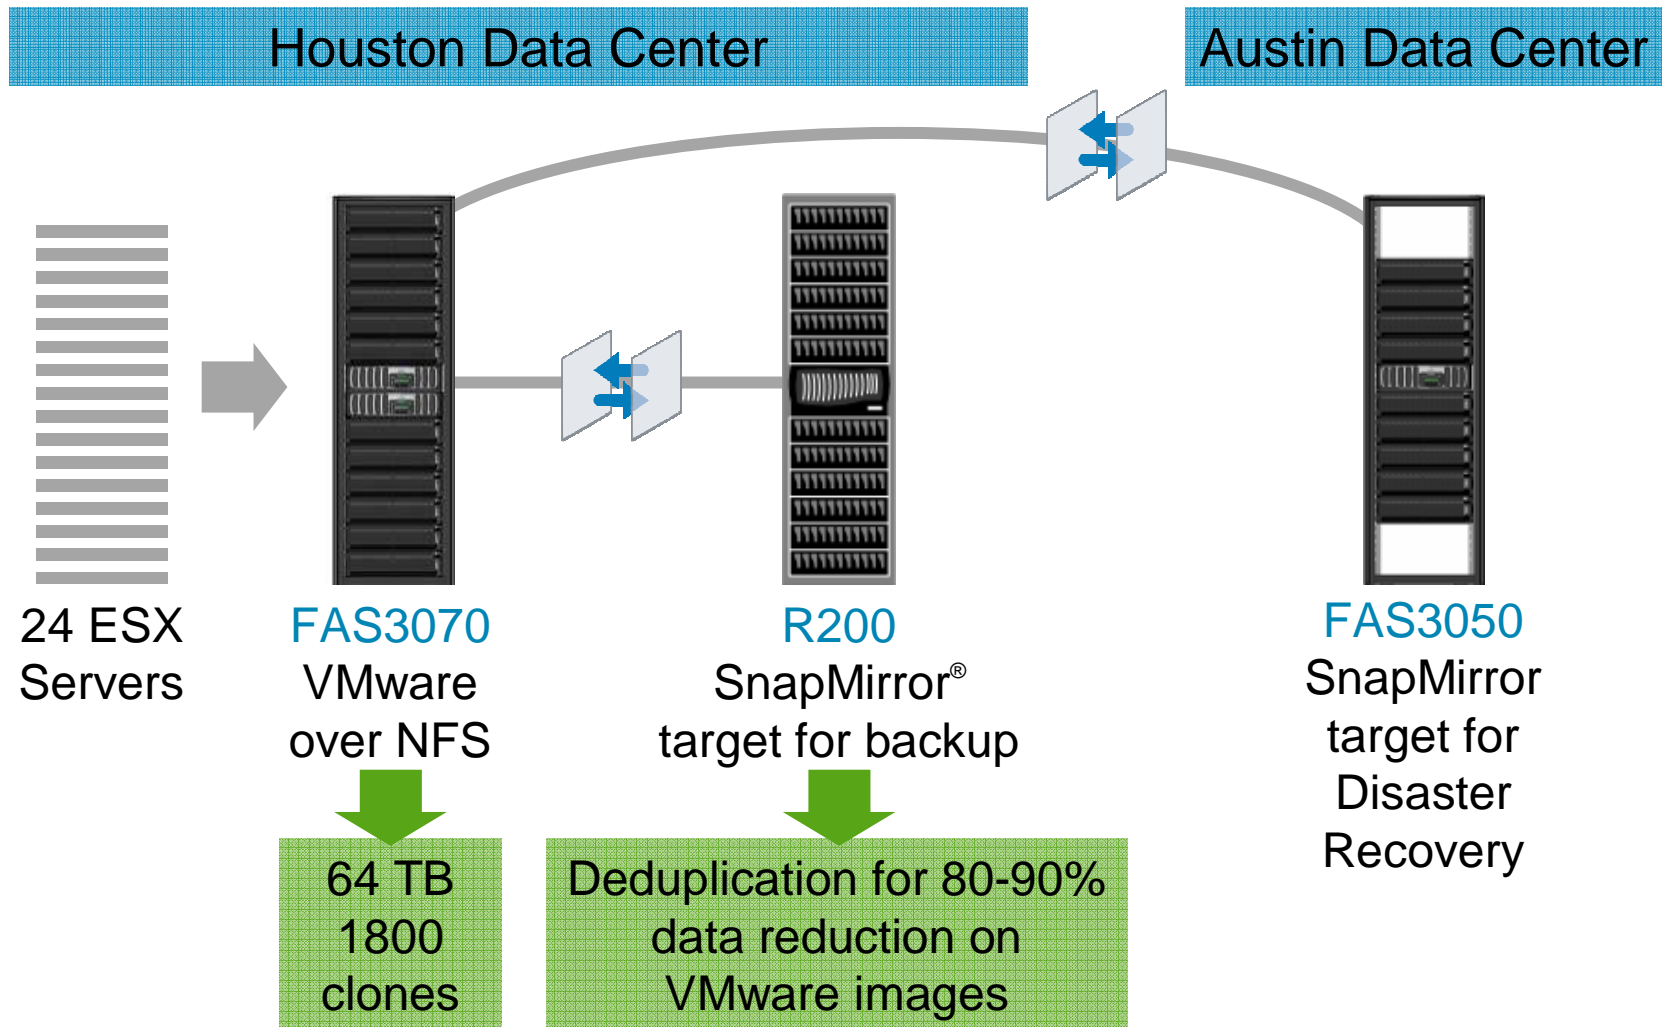 Houston Data Center
Austin Data Center
24 ESX
Servers
FAS3070
VMware
over NFS
R200
SnapMirror®
target for backup
FAS3050
SnapMirror
target for
Disaster
Recovery
64 TB
1800
clones
Deduplication for 80-90%
data reduction on
VMware images